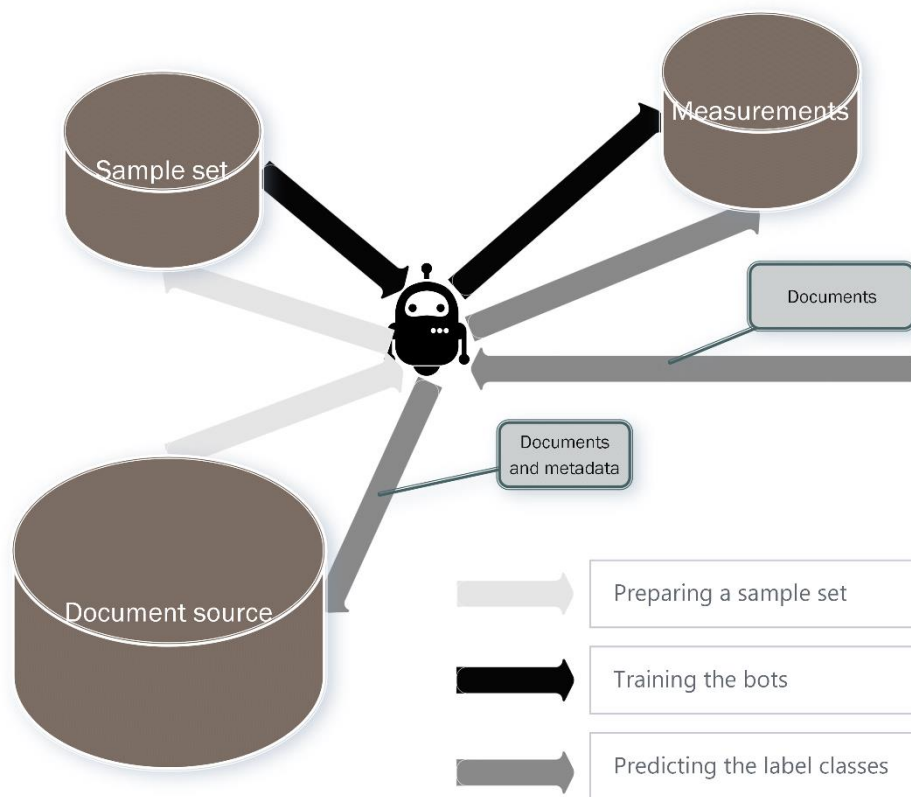 Measurements
Sample set
Documents
Documents
and metadata
Document source
Preparing a sample set
Training the bots
Predicting the label classes